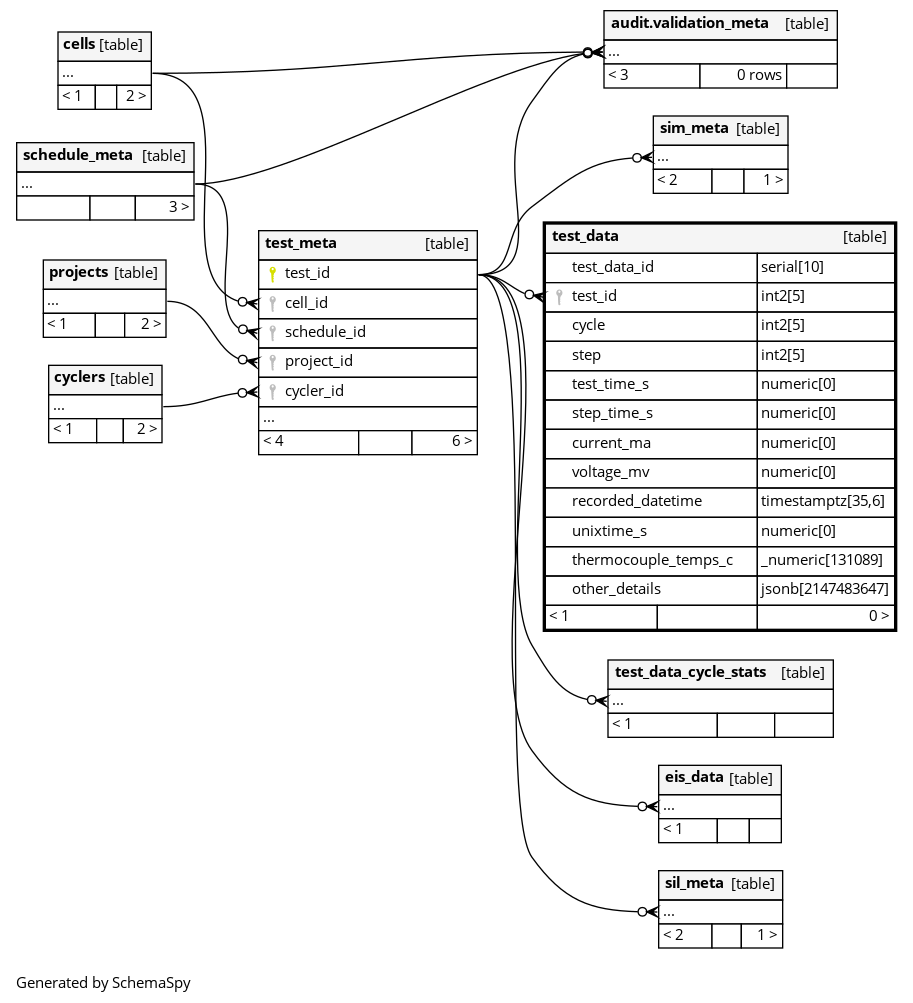 cells [table]
...
< 1 2 >
schedule_meta [table]
...
3 >
projects [table]
...
< 1 2 >
cyclers [table]
...
< 1 2 >
test_meta [table]
test_id
cell_id
schedule_id
project_id
cycler_id
...
< 4 6 >
audit.validation_meta [table]
...
< 3 0 rows
sim_meta [table]
...
< 2 1 >
test_data [table]
test_data_id serial[10]
test_id int2[5]
cycle int2[5]
step int2[5]
test_time_s numeric[0]
step_time_s numeric[0]
current_ma numeric[0]
voltage_mv numeric[0]
recorded_datetime timestamptz[35,6]
unixtime_s numeric[0]
thermocouple_temps_c _numeric[131089]
other_details jsonb[2147483647]
< 1 0 >
test_data_cycle_stats [table]
...
< 1
eis_data [table]
...
< 1
sil_meta [table]
...
< 2 1 >
Generated by SchemaSpy